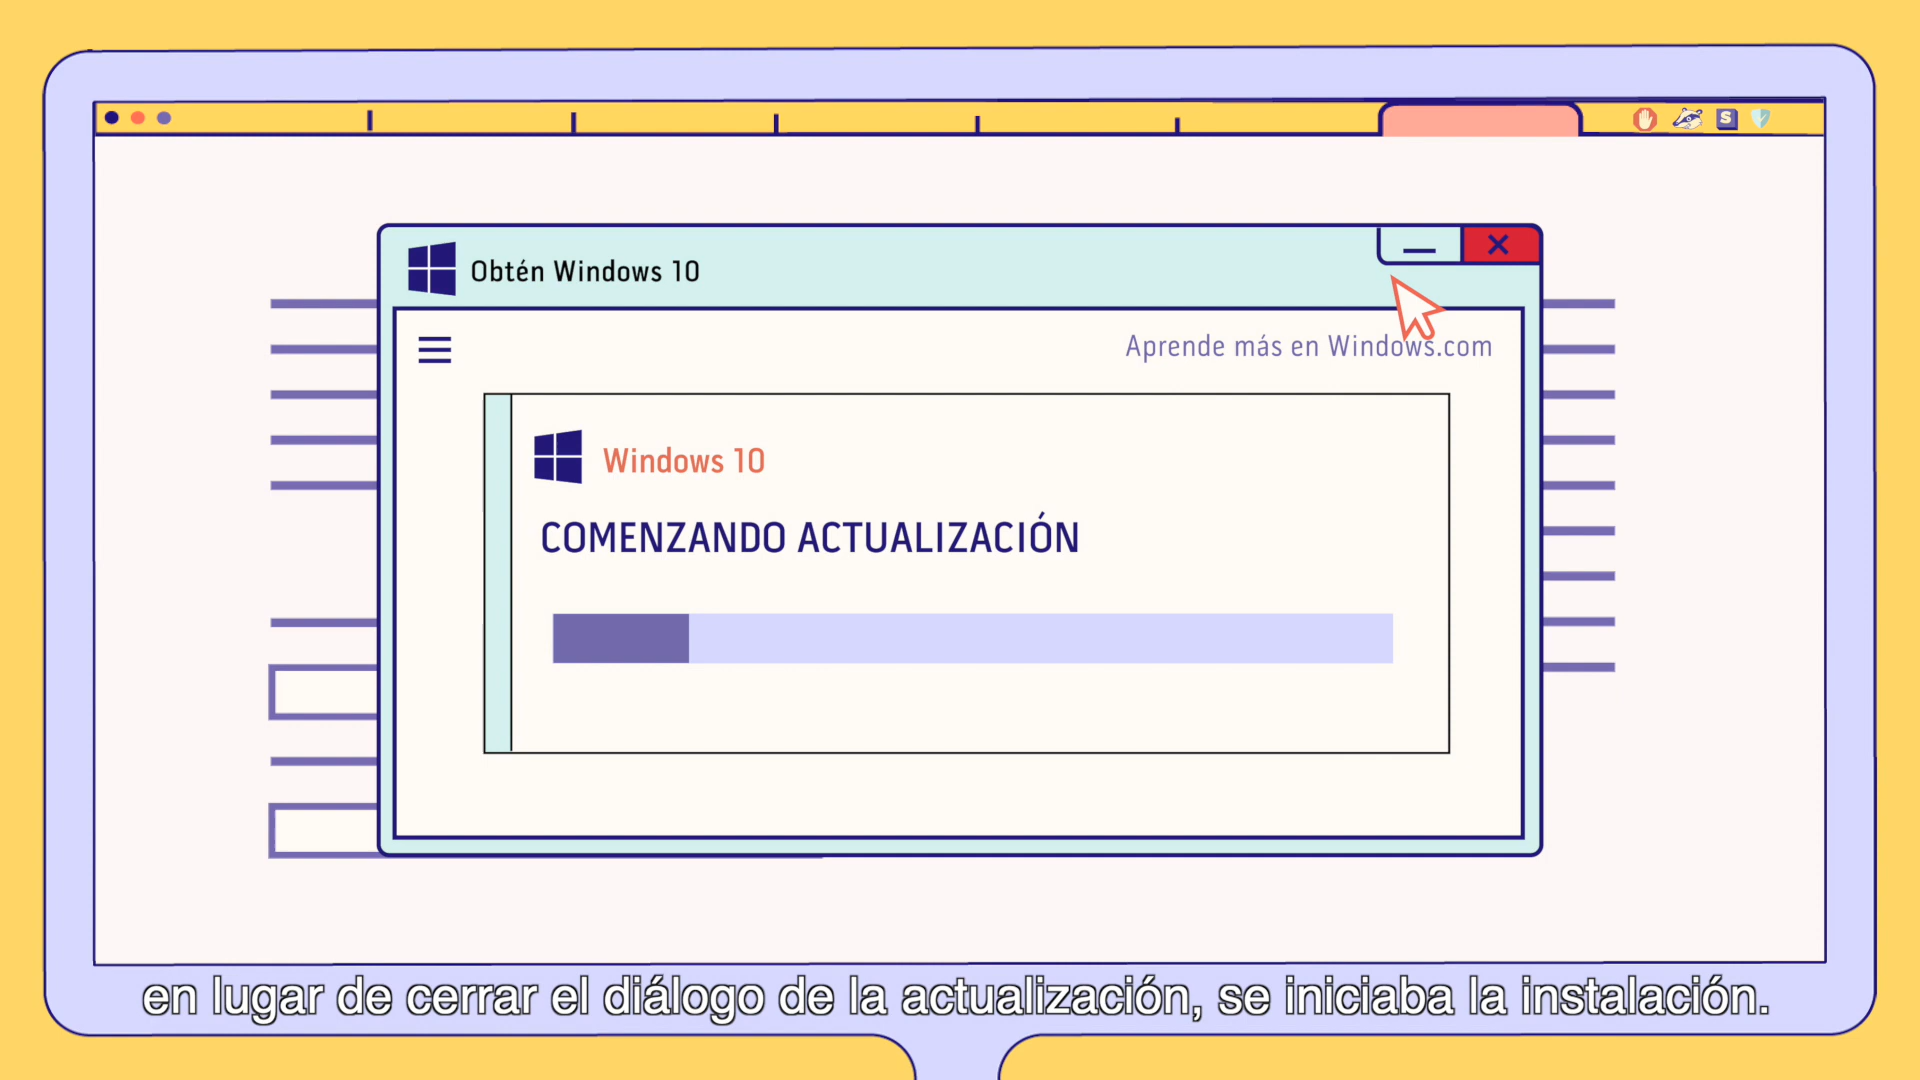 Obtén Windows 10
Aprende más en Windows.com
Windows 10
COMENZANDO ACTUALIZACIÓN
S
en lugar de cerrar el diálogo de la actualización, se iniciaba la instalación.